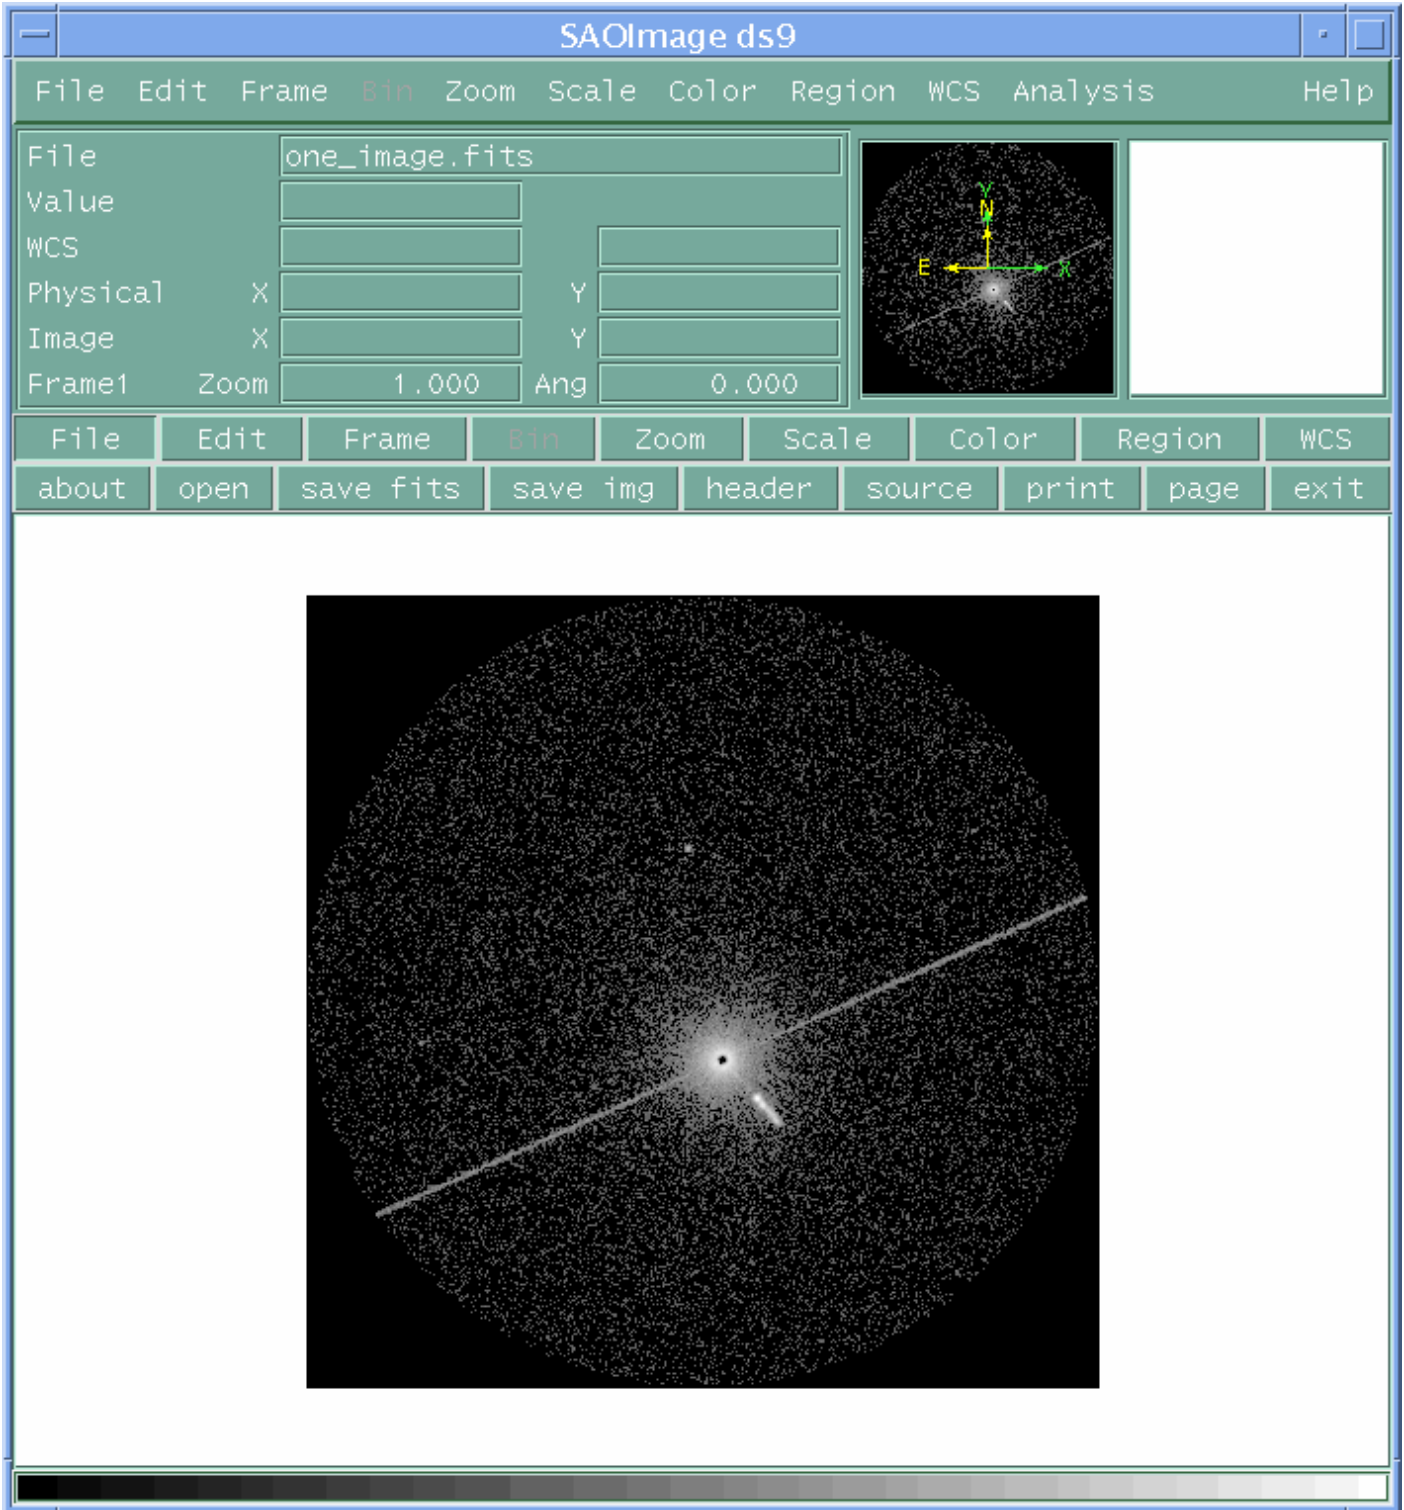 SAOImage ds9
File Edit Frame Bin Zoom Scale Color Region WCS Analysis Help
File one_image.fits
Value
WCS
Physical X Y
Image X Y
Frame1 Zoom 1.000 Ang 0.000
Y
N
E X
File Edit Frame Bin Zoom Scale Color Region WCS
about open save fits save img header source print page exit